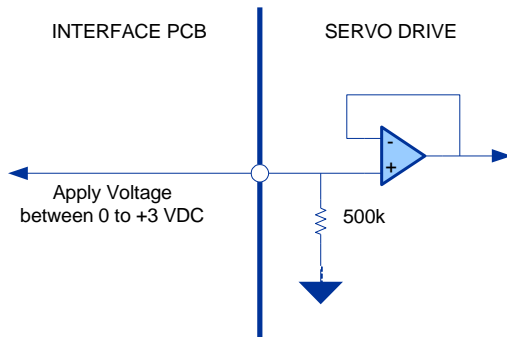 INTERFACE PCB
SERVO DRIVE
-
+
Apply Voltage
between 0 to +3 VDC
500k